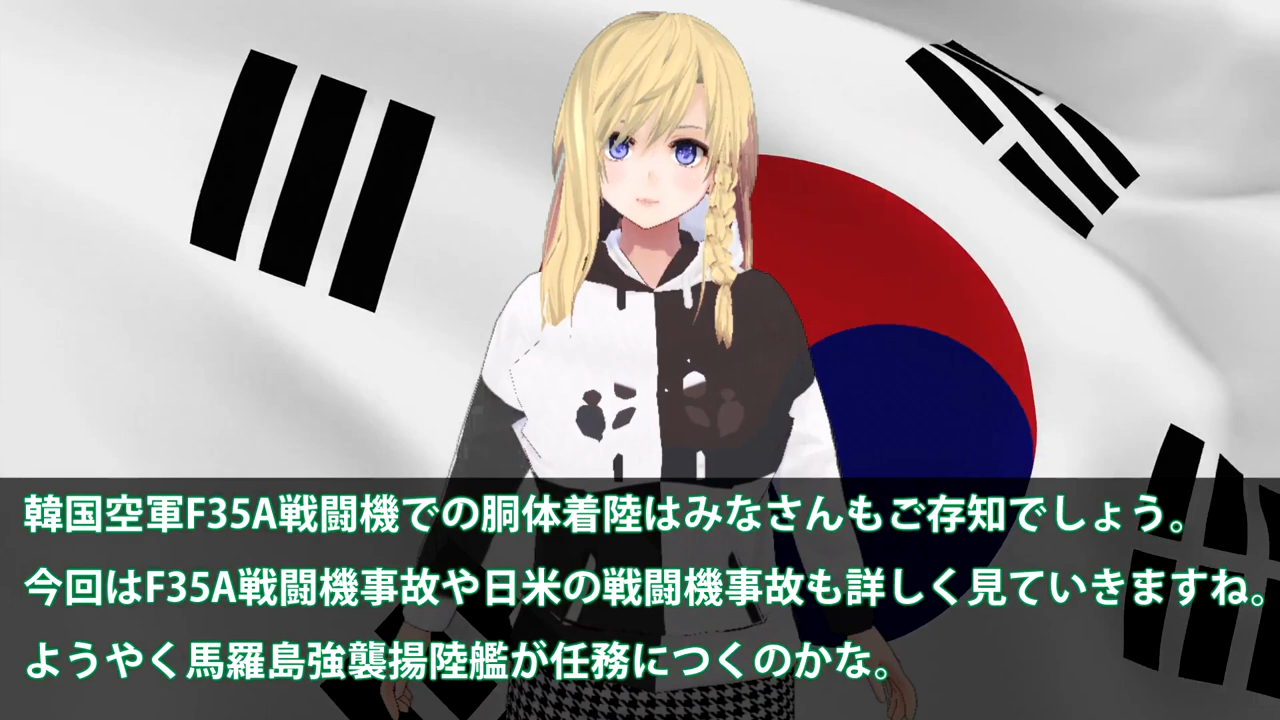 韓国空軍F35A戦闘機での胴体着陸はみなさんもご存知でしょう。
今回はF35A戦闘機事故や日米の戦闘機事故も詳しく見ていきますね。
ようやく馬羅島強襲揚陸艦が任務につくのかな。